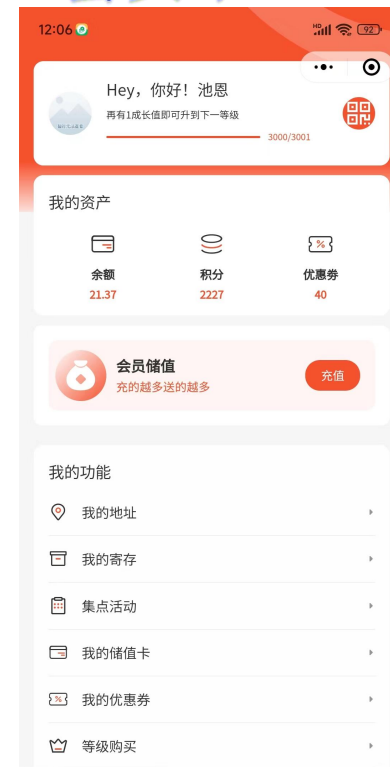 12:06
HD
92
Hey，你好！池恩
再有1成长值即可升到下一等级
3000/3001
我的资产
余额
积分
优惠券
21.37
2227
40
会员储值
充的越多送的越多
充值
我的功能
我的地址
我的寄存
集点活动
我的储值卡
我的优惠券
等级购买